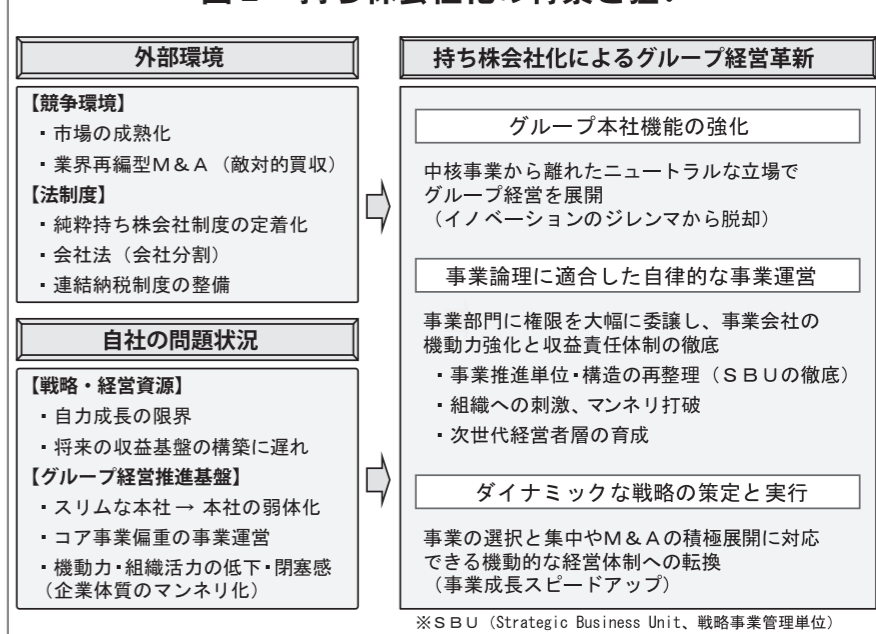 外部環境
【競争環境】
・市場の成熟化
・業界再編型M&A（敵対的買収）
【法制度】
・純粋持ち株会社制度の定着化
・会社法（会社分割）
・連結納税制度の整備
自社の問題状況
【戦略・経営資源】
・自力成長の限界
・将来の収益基盤の構築に遅れ
【グループ経営推進基盤】
・スリムな本社→ 本社の弱体化
・コア事業偏重の事業運営
・機動力・組織活力の低下・閉塞感
（企業体質のマンネリ化）
持ち株会社化によるグループ経営革新
グループ本社機能の強化
中核事業から離れたニュートラルな立場で
グループ経営を展開
（イノベーションのジレンマから脱却）
事業論理に適合した自律的な事業運営
事業部門に権限を大幅に委譲し、事業会社の
機動力強化と収益責任体制の徹底
・事業推進単位・構造の再整理（SBUの徹底）
・組織への刺激、マンネリ打破
・次世代経営者層の育成
ダイナミックな戦略の策定と実行
事業の選択と集中やM&Aの積極展開に対応
できる機動的な経営体制への転換
（事業成長スピードアップ）
※SBU（Strategic Business Unit、戦略事業管理単位）